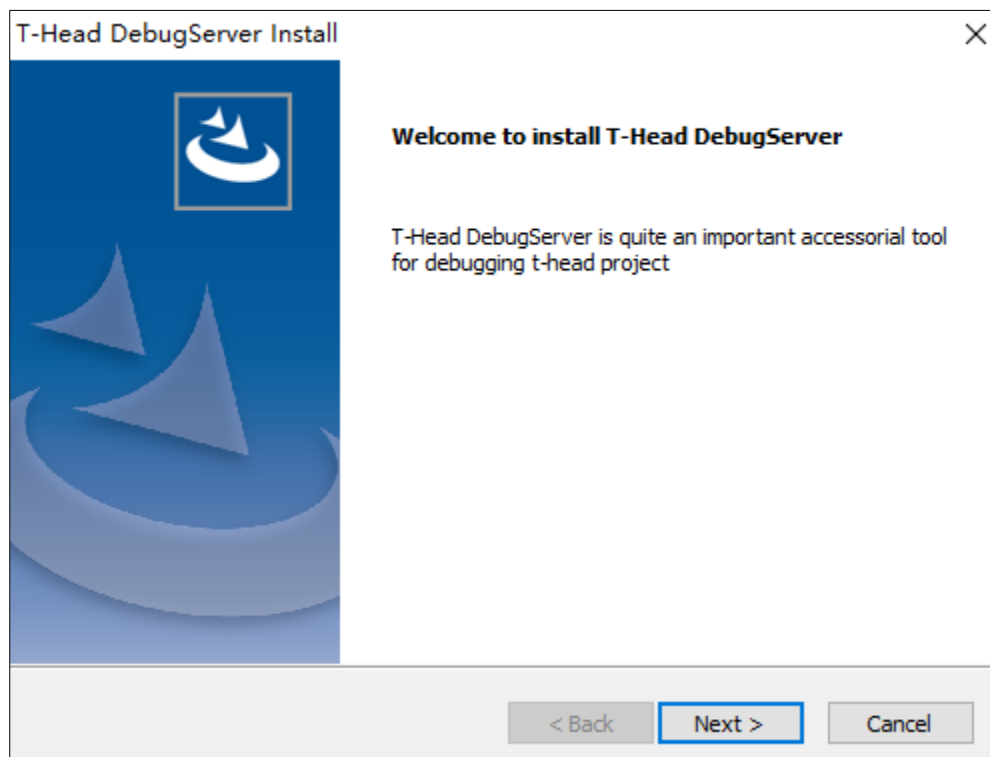 T-Head DebugServer Install
Welcome to install T-Head DebugServer
T-Head DebugServer is quite an important accessorial tool
for debugging t-head project
< Back
Next >
Cancel